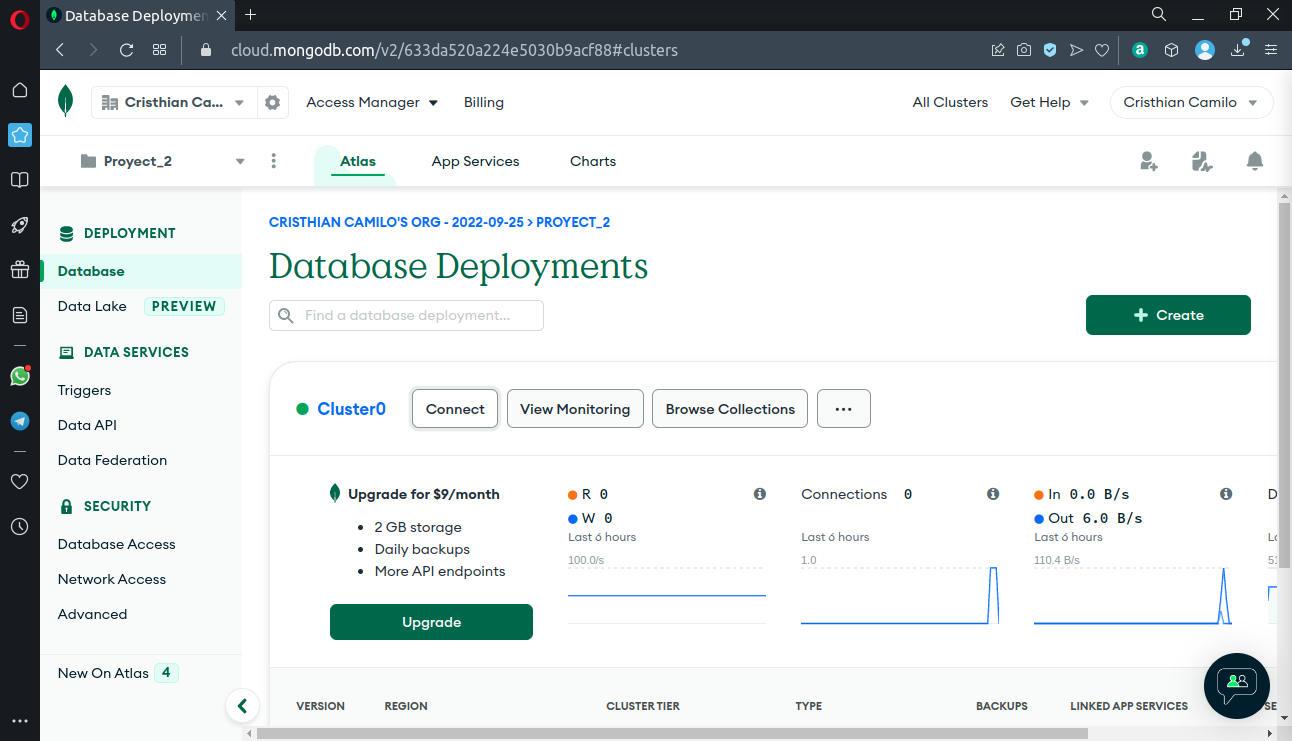 Database Deploymen
cloud.mongodb.com/v2/633da520a224e5030b9acf88#clusters
a
Cristhian Ca...
Access Manager
Billing
All Clusters
Get Help
Cristhian Camilo
Proyect_2
Atlas
App Services
Charts
DEPLOYMENT
Database
Data Lake
PREVIEW
DATA SERVICES
Triggers
Data API
Data Federation
SECURITY
Database Access
Network Access
Advanced
New On Atlas
4
CRISTHIAN CAMILO'S ORG - 2022-09-25 > PROYECT_2
Database Deployments
Find a database deployment...
Create
Cluster0
Connect
View Monitoring
Browse Collections
Upgrade for $9/month
2 GB storage
Daily backups
More API endpoints
Upgrade
R 0
W 0
Last 6 hours
100.0/s
Connections 0
Last 6 hours
1.0
In 0.0 B/s
Out 6.0 B/s
Last 6 hours
110.4 B/s
VERSION
REGION
CLUSTER TIER
TYPE
BACKUPS
LINKED APP SERVICES